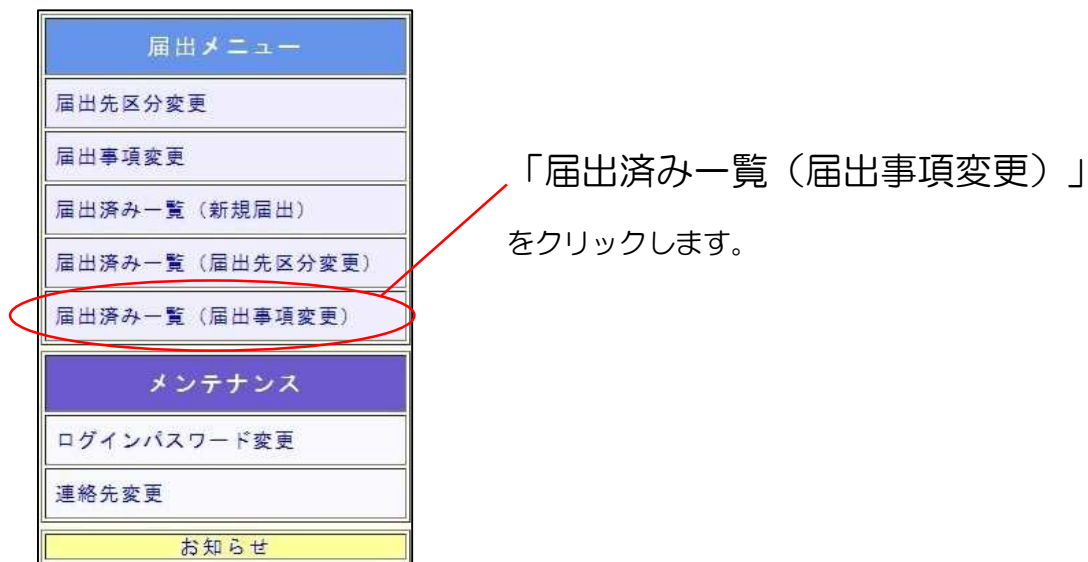 届出メニュー
届出先区分変更
届出事項変更
届出済み一覧（新規届出）
届出済み一覧（届出先区分変更）
届出済み一覧（届出事項変更）
メンテナンス
ログインパスワード変更
連絡先変更
お知らせ
「届出済み一覧（届出事項変更）」
をクリックします。